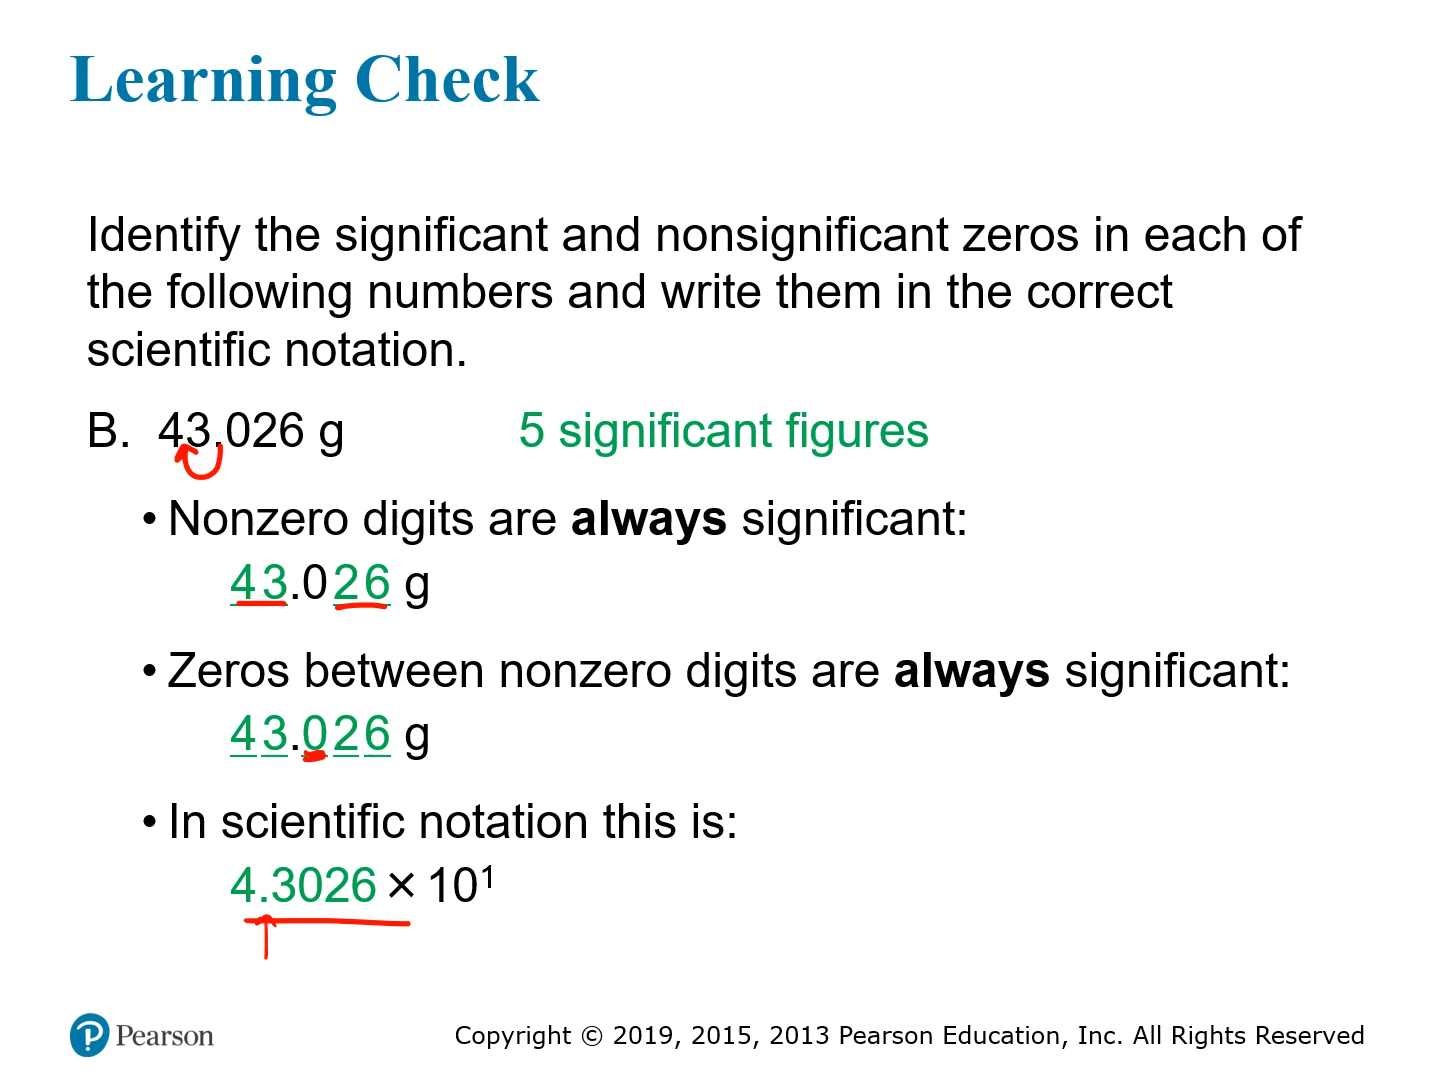 Learning Check
Identify the significant and nonsignificant zeros in each of
the following numbers and write them in the correct
scientific notation.
B. 43.026 g 5 significant figures
• Nonzero digits are always significant:
43.026 g
• Zeros between nonzero digits are always significant:
43.026 g
• In scientific notation this is:
4.3026 × 10¹
Pearson
Copyright © 2019, 2015, 2013 Pearson Education, Inc. All Rights Reserved